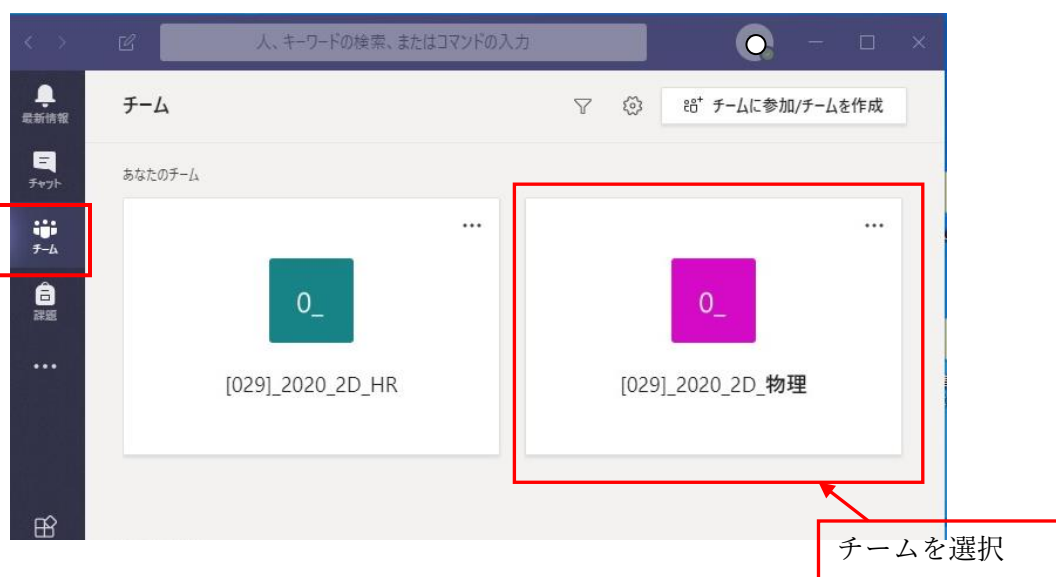 人、キーワードの検索、またはコマンドの入力
最新情報
チーム
チームに参加/チームを作成
チャット
あなたのチーム
チーム
課題
0_
0_
[029]_2020_2D_HR
[029]_2020_2D_物理
チームを選択